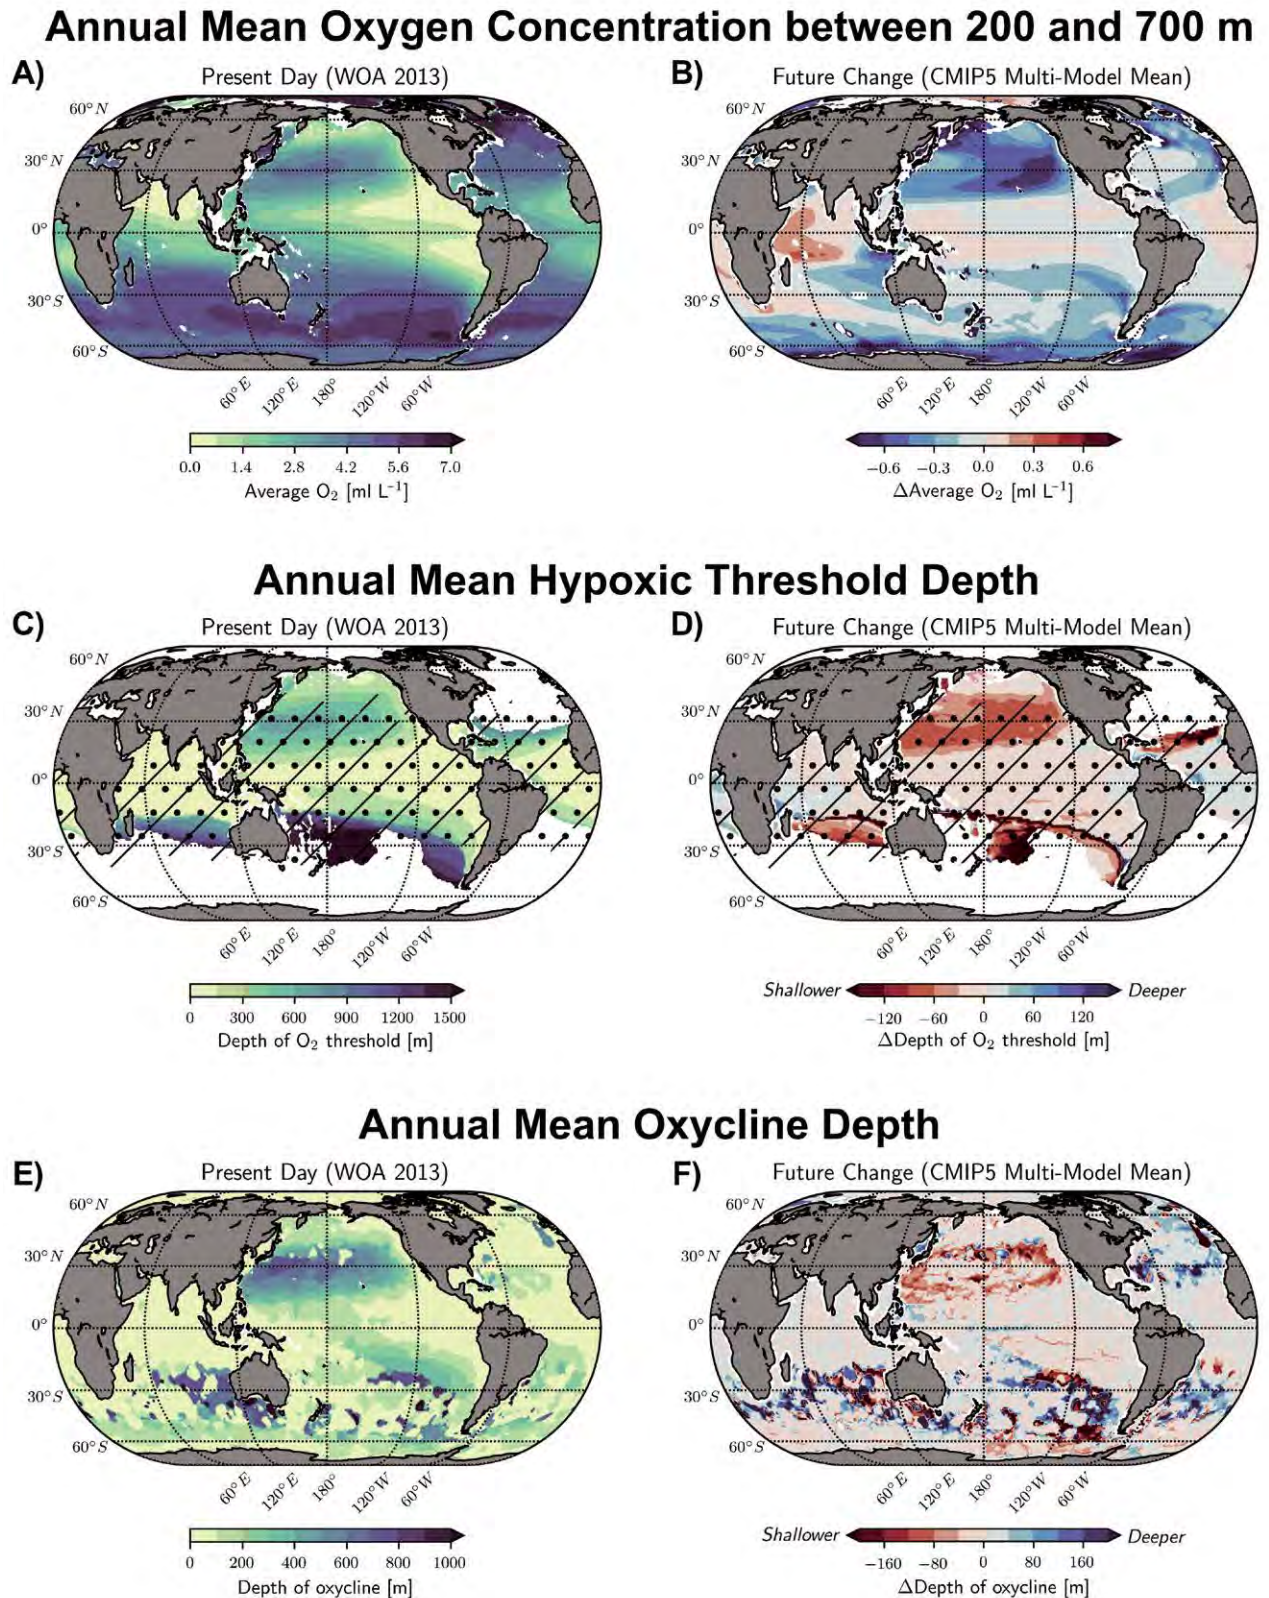 Annual Mean Oxygen Concentration between 200 and 700 m
A)
Present Day (WOA 2013)
60°N
30°N
0°
30°S
60°S
60°E
120°E
180°
120°W
60°W
0.0 1.4 2.8 4.2 5.6 7.0
Average O₂ [ml L⁻¹]
B)
Future Change (CMIP5 Multi-Model Mean)
60°N
30°N
0°
30°S
60°S
60°E
120°E
180°
120°W
60°W
−0.6 −0.3 0.0 0.3 0.6
ΔAverage O₂ [ml L⁻¹]
Annual Mean Hypoxic Threshold Depth
C)
Present Day (WOA 2013)
60°N
30°N
0°
30°S
60°S
60°E
120°E
180°
120°W
60°W
0 300 600 900 1200 1500
Depth of O₂ threshold [m]
D)
Future Change (CMIP5 Multi-Model Mean)
60°N
30°N
0°
30°S
60°S
60°E
120°E
180°
120°W
60°W
Shallower Deeper
−120 −60 0 60 120
ΔDepth of O₂ threshold [m]
Annual Mean Oxycline Depth
E)
Present Day (WOA 2013)
60°N
30°N
0°
30°S
60°S
60°E
120°E
180°
120°W
60°W
0 200 400 600 800 1000
Depth of oxycline [m]
F)
Future Change (CMIP5 Multi-Model Mean)
60°N
30°N
0°
30°S
60°S
60°E
120°E
180°
120°W
60°W
Shallower Deeper
−160 −80 0 80 160
ΔDepth of oxycline [m]